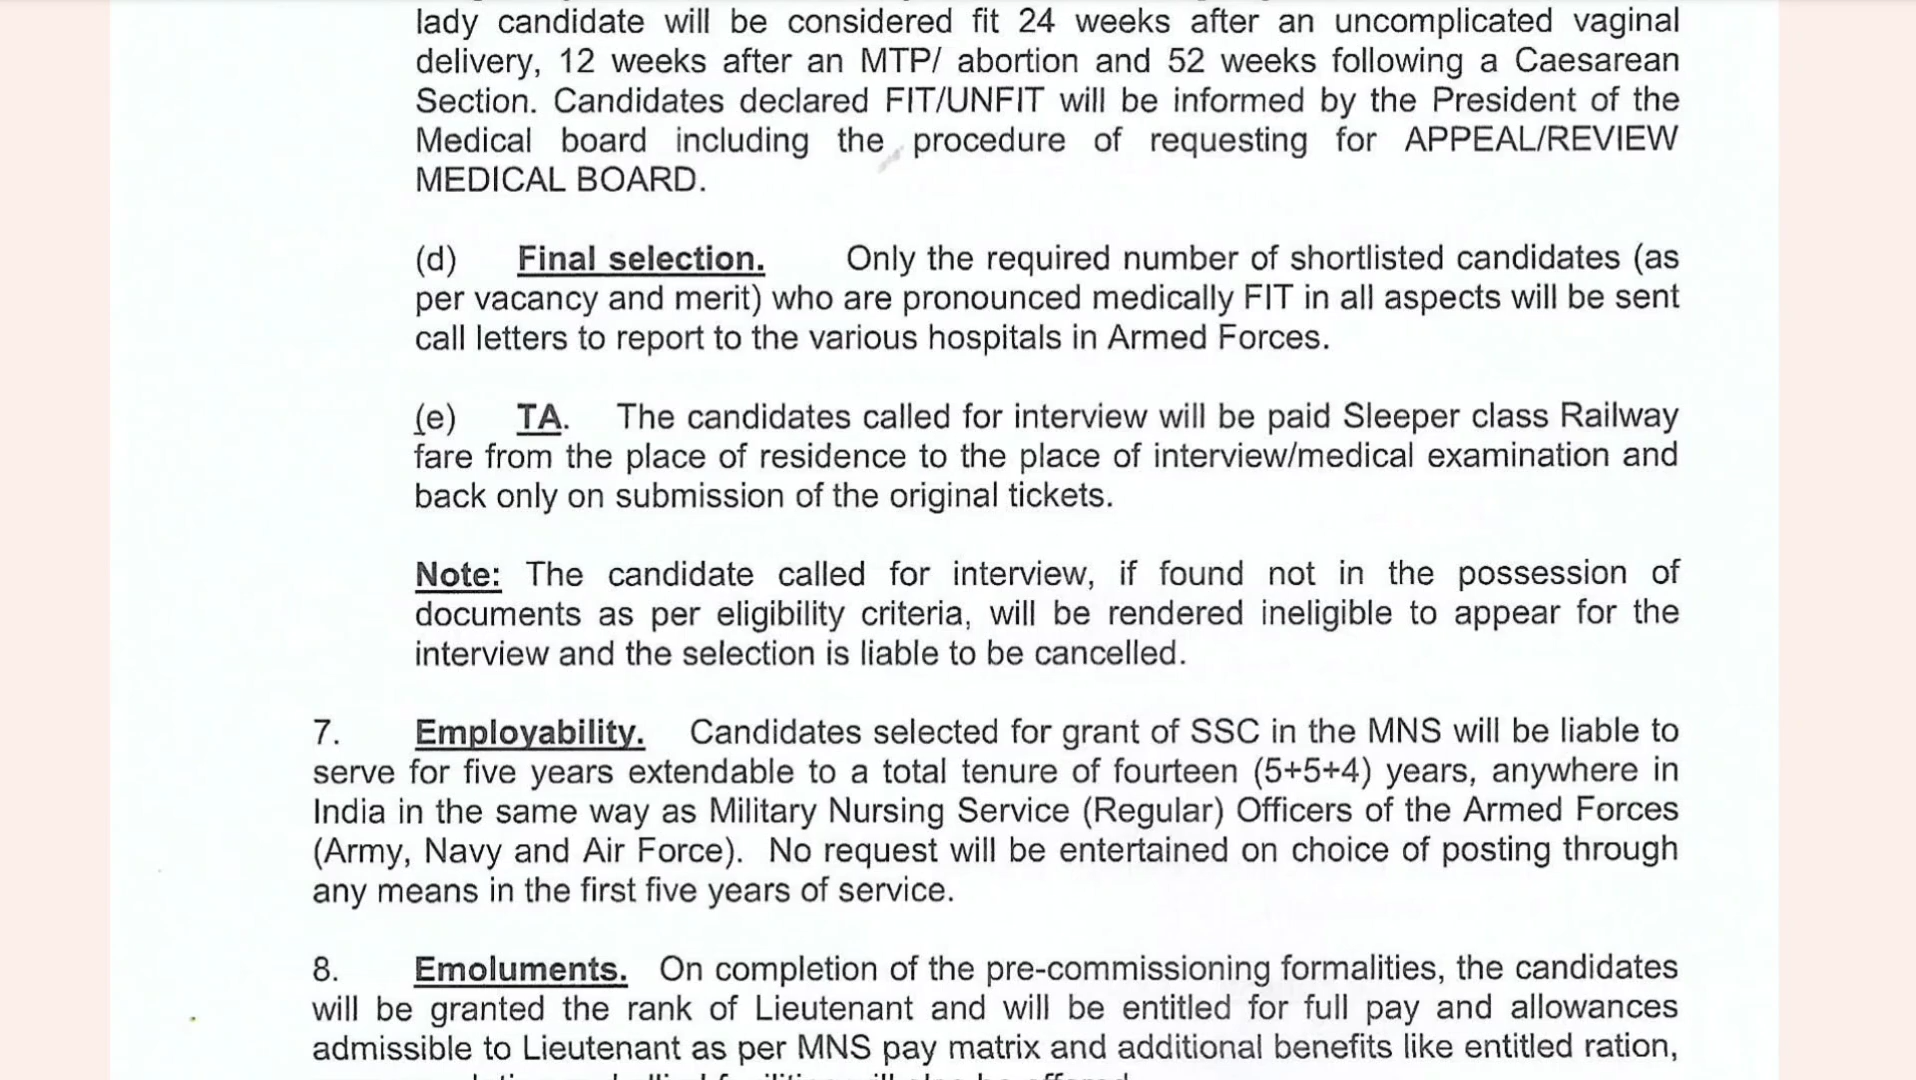 lady candidate will be considered fit 24 weeks after an uncomplicated vaginal
delivery, 12 weeks after an MTP/ abortion and 52 weeks following a Caesarean
Section. Candidates declared FIT/UNFIT will be informed by the President of the
Medical board including the procedure of requesting for APPEAL/REVIEW
MEDICAL BOARD.
(d) Final selection. Only the required number of shortlisted candidates (as
per vacancy and merit) who are pronounced medically FIT in all aspects will be sent
call letters to report to the various hospitals in Armed Forces.
(e) TA. The candidates called for interview will be paid Sleeper class Railway
fare from the place of residence to the place of interview/medical examination and
back only on submission of the original tickets.
Note: The candidate called for interview, if found not in the possession of
documents as per eligibility criteria, will be rendered ineligible to appear for the
interview and the selection is liable to be cancelled.
7. Employability. Candidates selected for grant of SSC in the MNS will be liable to
serve for five years extendable to a total tenure of fourteen (5+5+4) years, anywhere in
India in the same way as Military Nursing Service (Regular) Officers of the Armed Forces
(Army, Navy and Air Force). No request will be entertained on choice of posting through
any means in the first five years of service.
8. Emoluments. On completion of the pre-commissioning formalities, the candidates
will be granted the rank of Lieutenant and will be entitled for full pay and allowances
admissible to Lieutenant as per MNS pay matrix and additional benefits like entitled ration,